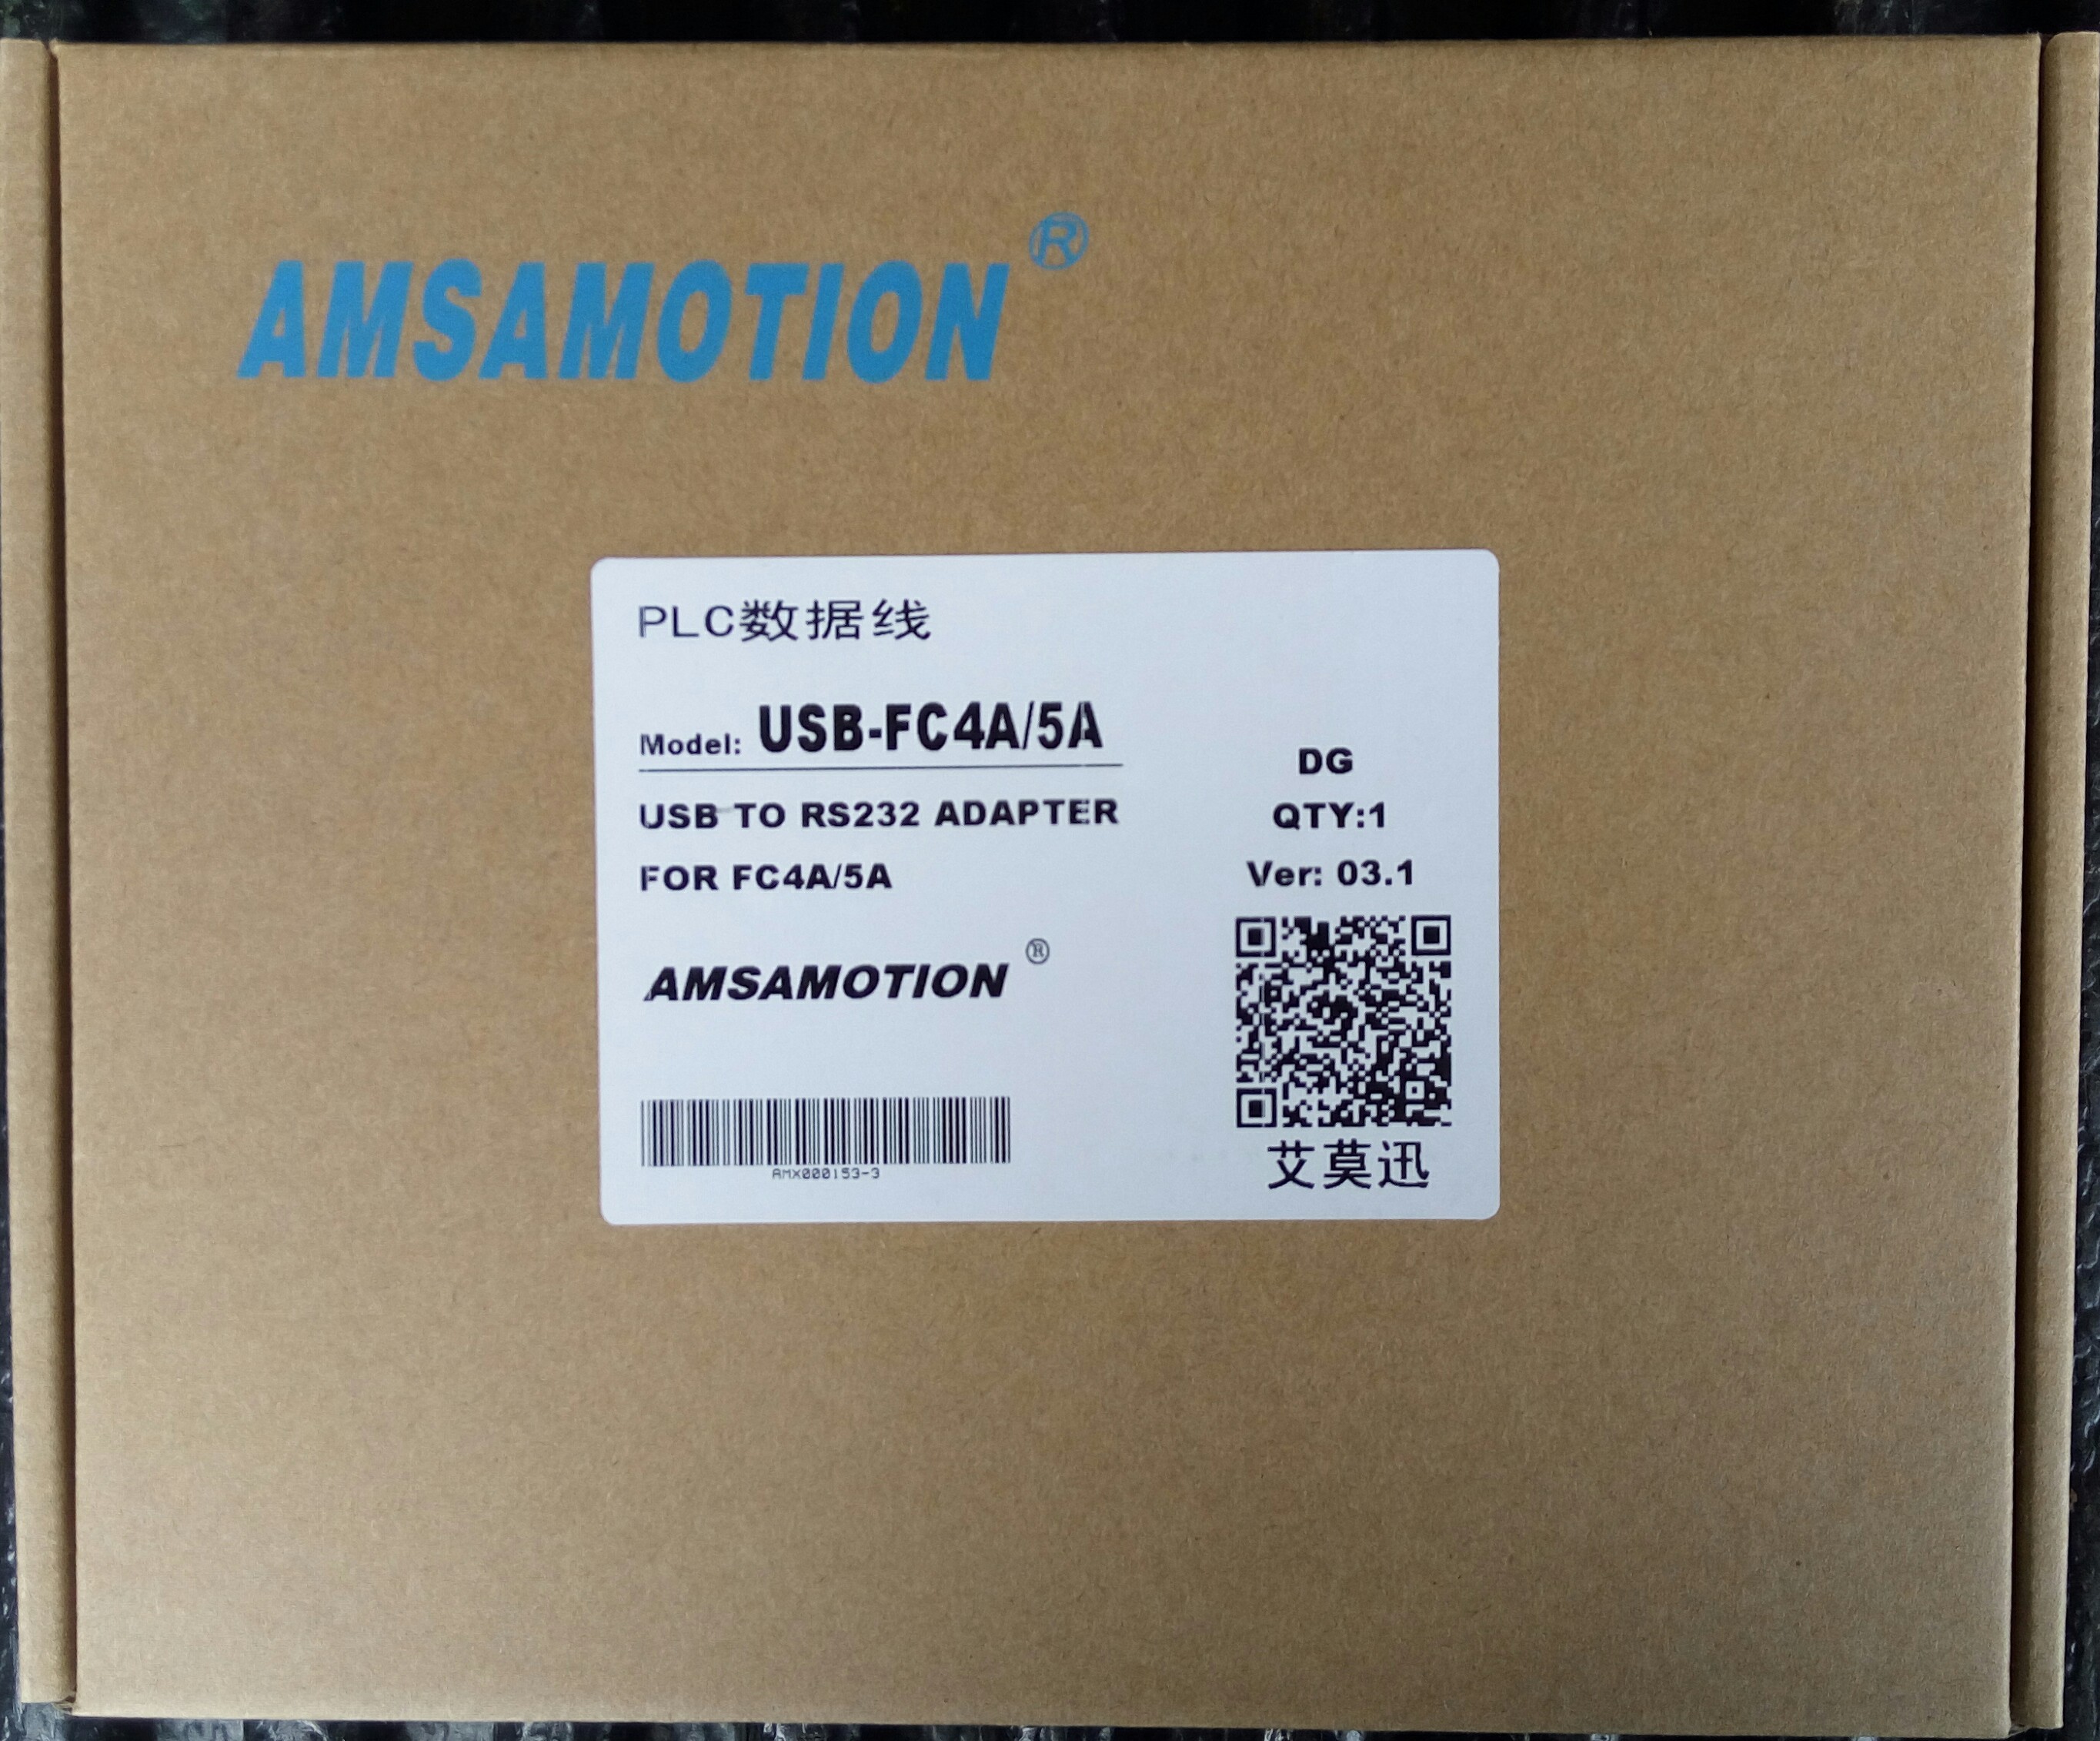 AMSAMOTION®
PLC数据线
Model: USB-FC4A/5A
USB TO RS232 ADAPTER
FOR FC4A/5A
AMSAMOTION®
AMX000153-3
DG
QTY:1
Ver: 03.1
艾莫迅